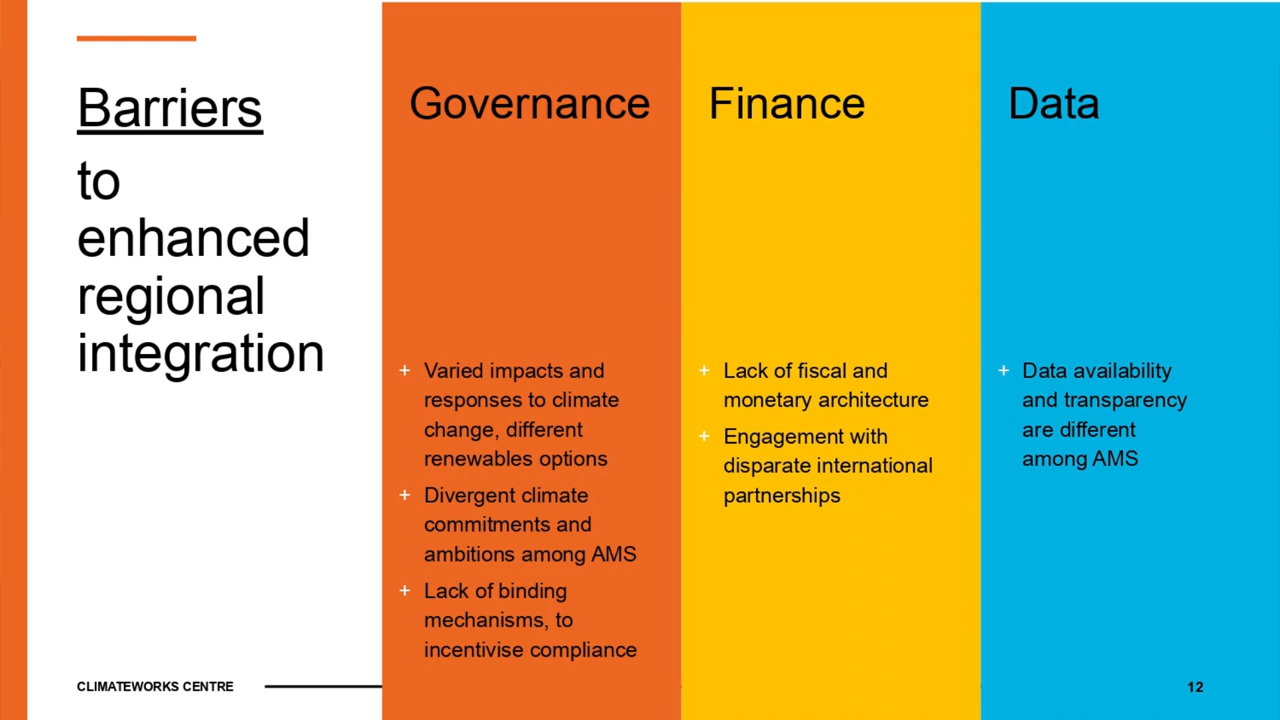 Barriers
to
enhanced
regional
integration
Governance
+ Varied impacts and
responses to climate
change, different
renewables options
+ Divergent climate
commitments and
ambitions among AMS
+ Lack of binding
mechanisms, to
incentivise compliance
Finance
+ Lack of fiscal and
monetary architecture
+ Engagement with
disparate international
partnerships
Data
+ Data availability
and transparency
are different
among AMS
CLIMATEWORKS CENTRE
12